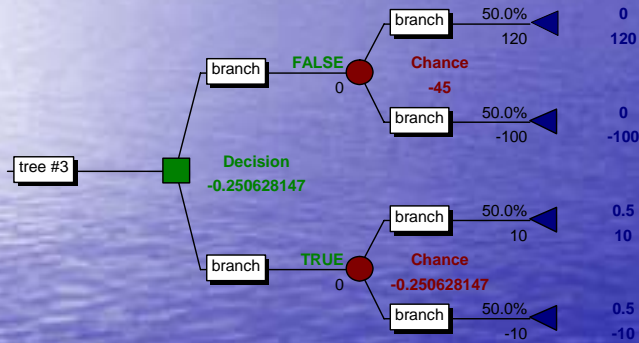 branch 50.0% 0
120 120
FALSE Chance
branch
0 -45
branch 50.0% 0
-100 -100
tree #3 Decision
-0.250628147
branch 50.0% 0.5
10 10
TRUE Chance
branch
0 -0.250628147
branch 50.0% 0.5
-10 -10